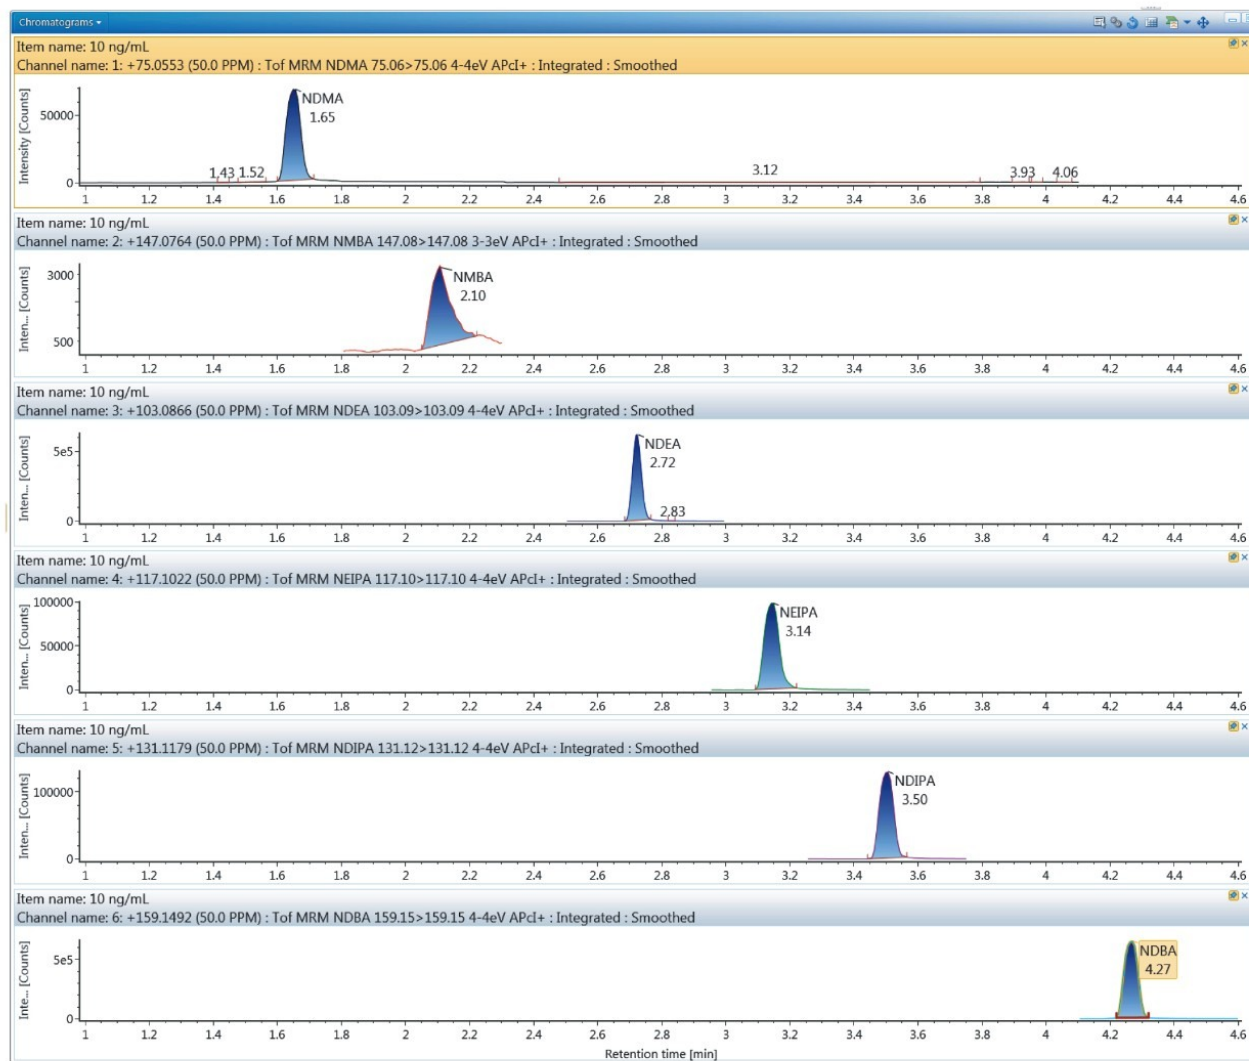 Chromatograms
Item name: 10 ng/mL
Channel name: 1: +75.0553 (50.0 PPM) : Tof MRM NDMA 75.06>75.06 4-4eV APcI+ : Integrated : Smoothed
Intensity [Counts]
50000
0
NDMA
1.65
1.43 1.52 3.12 3.93 4.06
1 1.2 1.4 1.6 1.8 2 2.2 2.4 2.6 2.8 3 3.2 3.4 3.6 3.8 4 4.2 4.4 4.6
Item name: 10 ng/mL
Channel name: 2: +147.0764 (50.0 PPM) : Tof MRM NMBA 147.08>147.08 3-3eV APcI+ : Integrated : Smoothed
Inten... [Counts]
3000
500
NMBA
2.10
1 1.2 1.4 1.6 1.8 2 2.2 2.4 2.6 2.8 3 3.2 3.4 3.6 3.8 4 4.2 4.4 4.6
Item name: 10 ng/mL
Channel name: 3: +103.0866 (50.0 PPM) : Tof MRM NDEA 103.09>103.09 4-4eV APcI+ : Integrated : Smoothed
Inten... [Counts]
5e5
0
NDEA
2.72
2.83
1 1.2 1.4 1.6 1.8 2 2.2 2.4 2.6 2.8 3 3.2 3.4 3.6 3.8 4 4.2 4.4 4.6
Item name: 10 ng/mL
Channel name: 4: +117.1022 (50.0 PPM) : Tof MRM NEIPA 117.10>117.10 4-4eV APcI+ : Integrated : Smoothed
Inten... [Counts]
100000
50000
0
NEIPA
3.14
1 1.2 1.4 1.6 1.8 2 2.2 2.4 2.6 2.8 3 3.2 3.4 3.6 3.8 4 4.2 4.4 4.6
Item name: 10 ng/mL
Channel name: 5: +131.1179 (50.0 PPM) : Tof MRM NDIPA 131.12>131.12 4-4eV APcI+ : Integrated : Smoothed
Inten... [Counts]
100000
0
NDIPA
3.50
1 1.2 1.4 1.6 1.8 2 2.2 2.4 2.6 2.8 3 3.2 3.4 3.6 3.8 4 4.2 4.4 4.6
Item name: 10 ng/mL
Channel name: 6: +159.1492 (50.0 PPM) : Tof MRM NDBA 159.15>159.15 4-4eV APcI+ : Integrated : Smoothed
Inte... [Counts]
5e5
0
NDBA
4.27
1 1.2 1.4 1.6 1.8 2 2.2 2.4 2.6 2.8 3 3.2 3.4 3.6 3.8 4 4.2 4.4 4.6
Retention time [min]